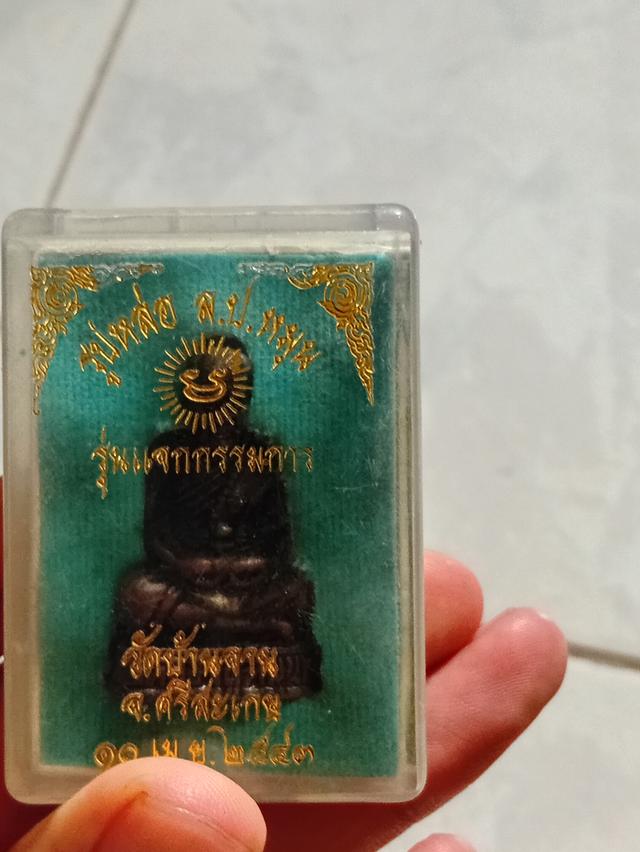 รูปหล่อ ล.ป.หมุน
รุ่นแจกกรรมการ
วัดบ้านจาน
จ.ศรีสะเกษ
๑๐ เม.ย.๒๕๔๓